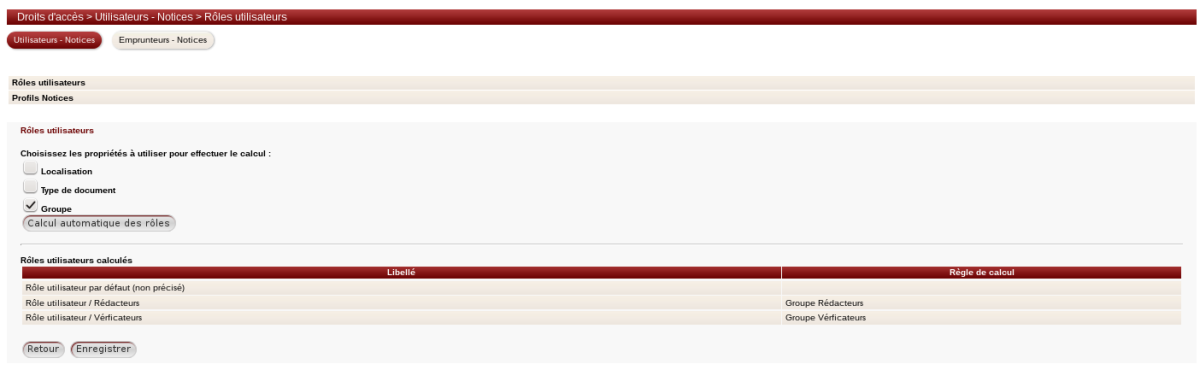 Droits d'accès > Utilisateurs - Notices > Rôles utilisateurs
Utilisateurs - Notices Emprunteurs - Notices
Rôles utilisateurs
Profils Notices
Rôles utilisateurs
Choisissez les propriétés à utiliser pour effectuer le calcul :
Localisation
Type de document
Groupe
Calcul automatique des rôles
Rôles utilisateurs calculés
Libellé Régle de calcul
Rôle utilisateur par défaut (non précisé)
Rôle utilisateur / Rédacteurs Groupe Rédacteurs
Rôle utilisateur / Vérficateurs Groupe Vérficateurs
Retour Enregistrer